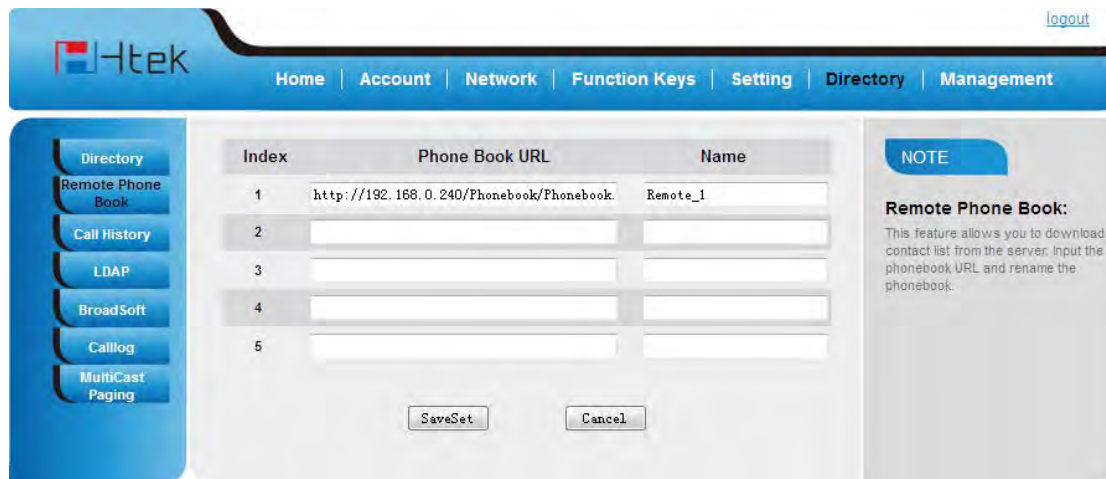 logout
Htek
Home | Account | Network | Function Keys | Setting | Directory | Management
Directory
Remote Phone
Book
Call History
LDAP
BroadSoft
Calllog
MultiCast
Paging
Index Phone Book URL Name
1 http://192.168.0.240/Phonebook/Phonebook. Remote_1
2
3
4
5
SaveSet Cancel
NOTE
Remote Phone Book:
This feature allows you to download
contact list from the server. Input the
phonebook URL and rename the
phonebook.